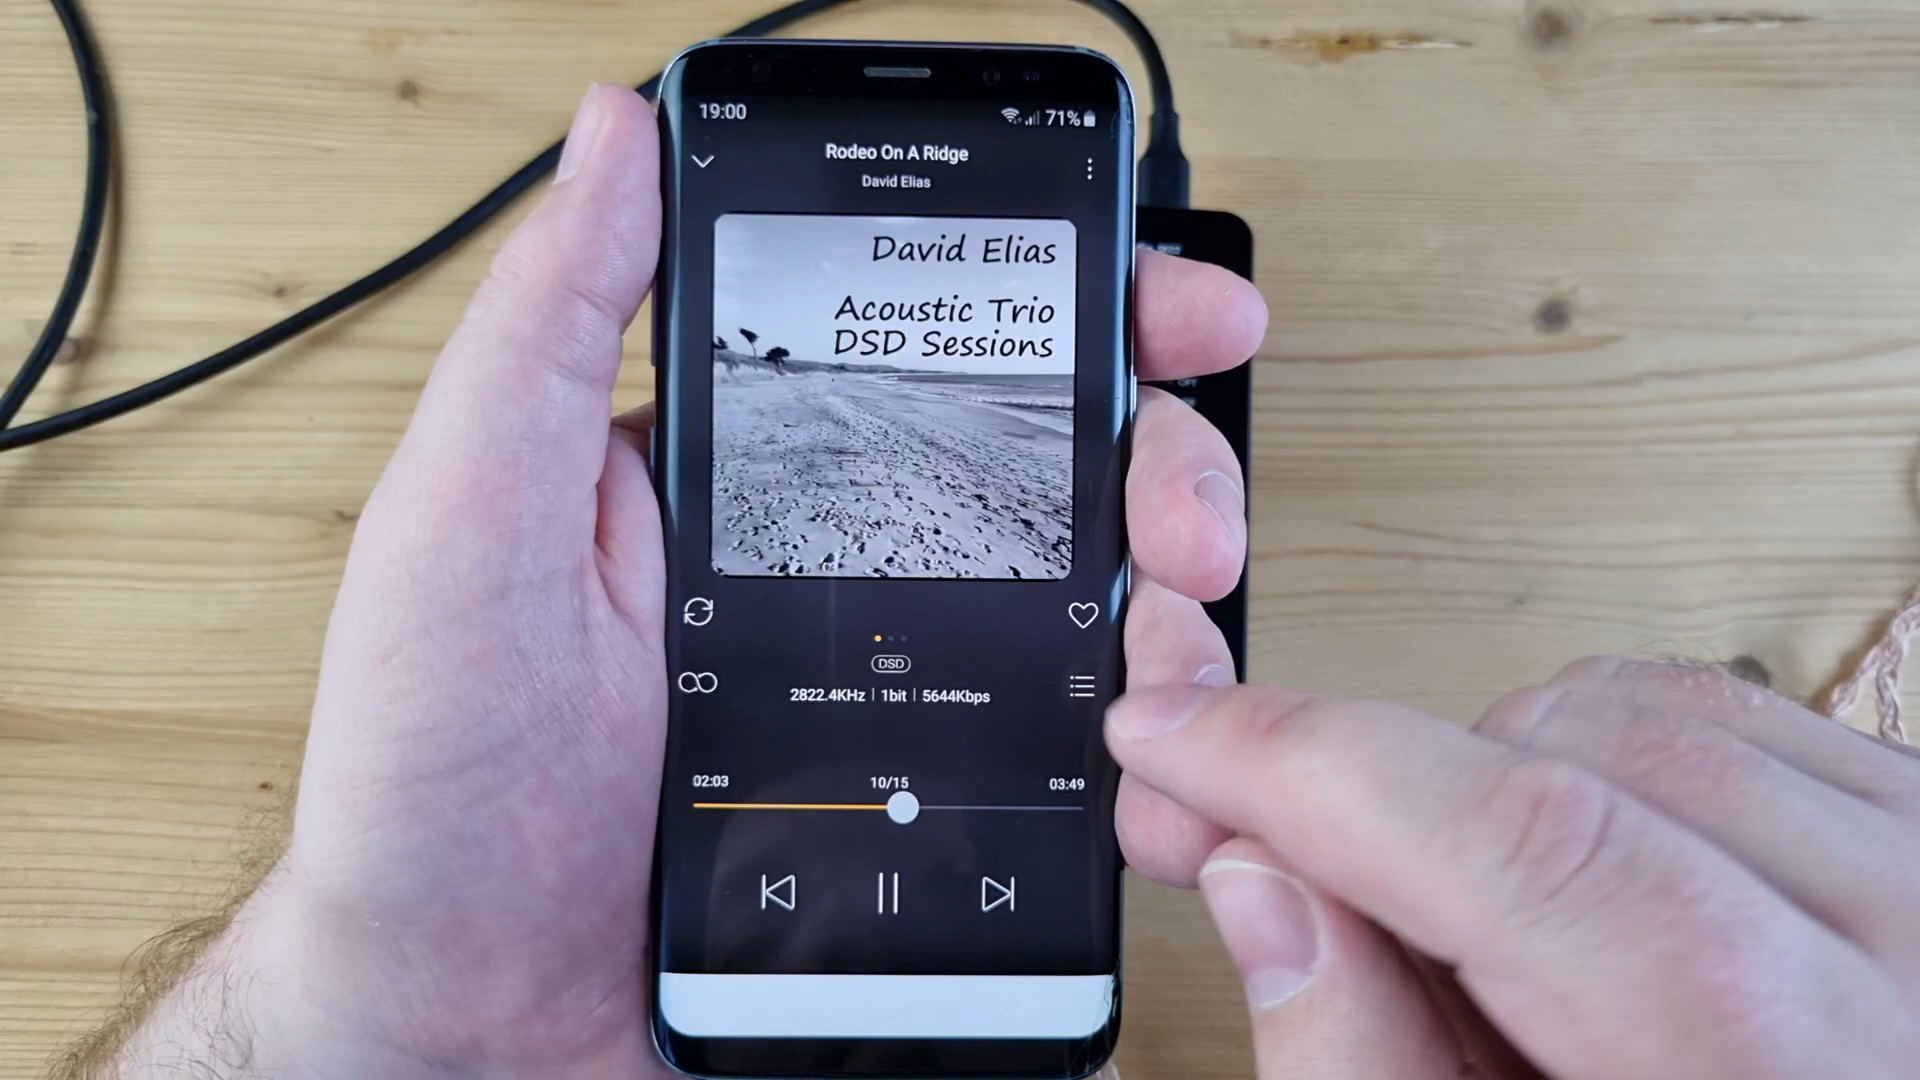 19:00
71%
Rodeo On A Ridge
David Elias
David Elias
Acoustic Trio
DSD Sessions
DSD
2822.4KHz | 1bit | 5644Kbps
02:03
10/15
03:49
OFF